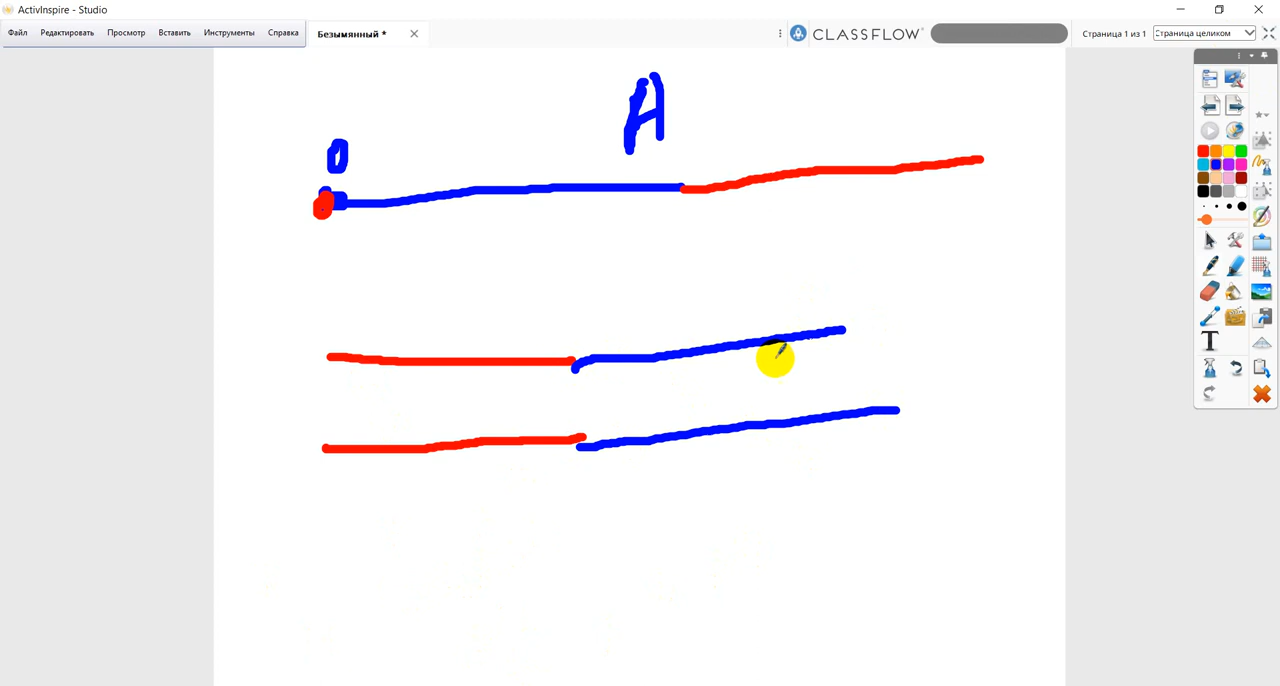 ActivInspire - Studio
Файл Редактировать Просмотр Вставить Инструменты Справка Безымянный * CLASSFLOW Страница 1 из 1 Страница целиком
A
0
T